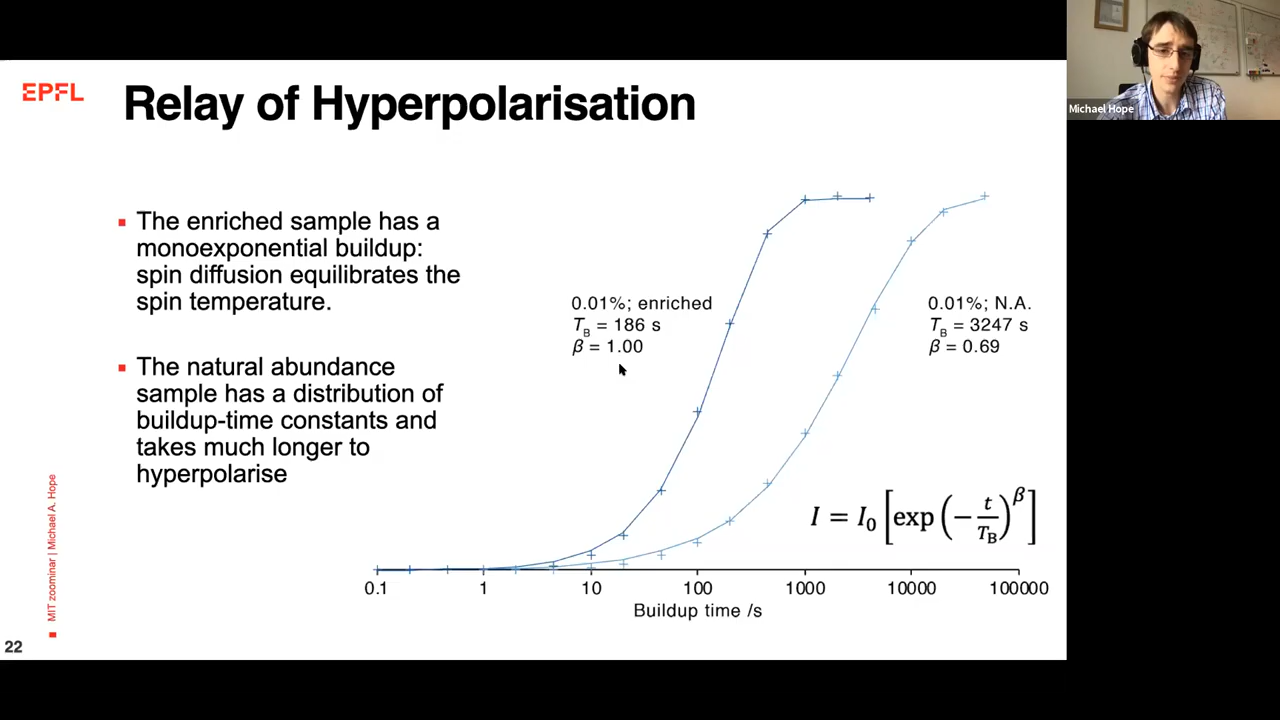 EPFL
Relay of Hyperpolarisation
Michael Hope
▪ The enriched sample has a
monoexponential buildup:
spin diffusion equilibrates the
spin temperature.
▪ The natural abundance
sample has a distribution of
buildup-time constants and
takes much longer to
hyperpolarise
0.01%; enriched
T_B = 186 s
β = 1.00
0.01%; N.A.
T_B = 3247 s
β = 0.69
I = I₀ [exp (−t/T_B)^β]
0.1 1 10 100 1000 10000 100000
Buildup time /s
MIT zoominar | Michael A. Hope
22